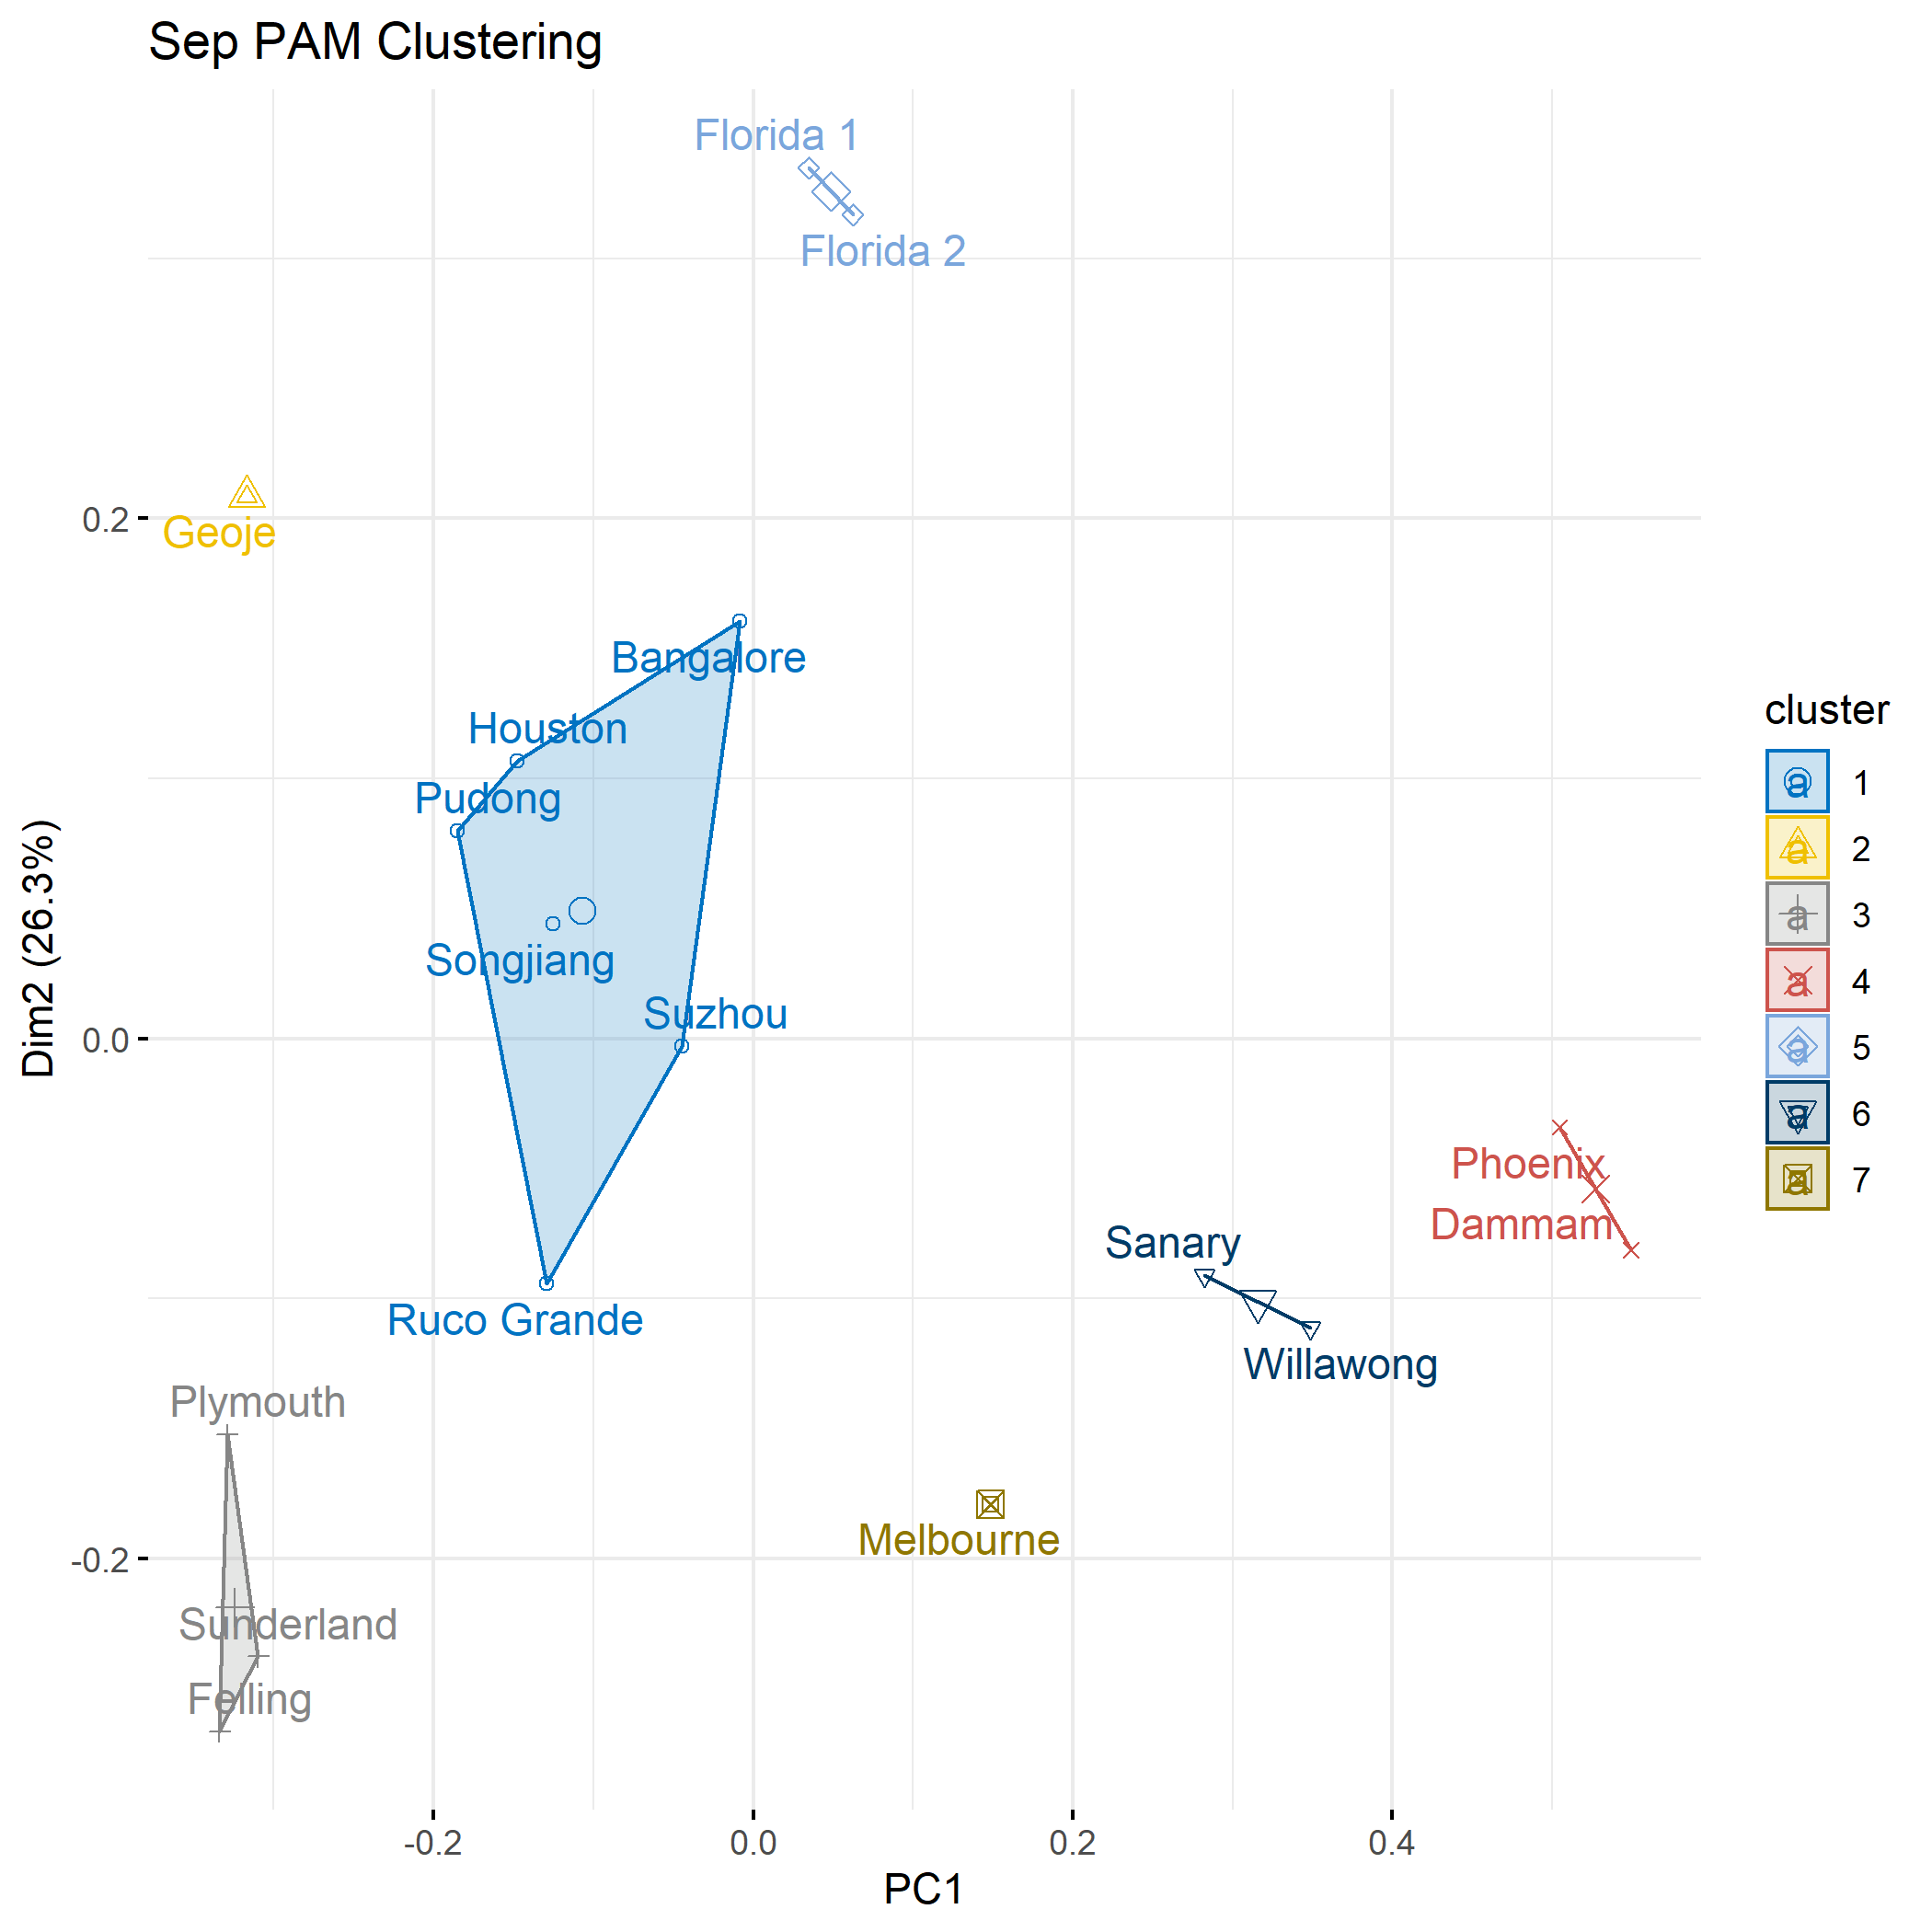 Sep PAM Clustering
Florida 1
Florida 2
Geoje
Bangalore
Houston
Pudong
Songjiang
Suzhou
Ruco Grande
Phoenix
Dammam
Sanary
Willawong
Plymouth
Melbourne
Sunderland
Felling
0.2
0.0
-0.2
Dim2 (26.3%)
-0.2
0.0
0.2
0.4
PC1
cluster
a 1
a 2
a 3
a 4
a 5
a 6
a 7